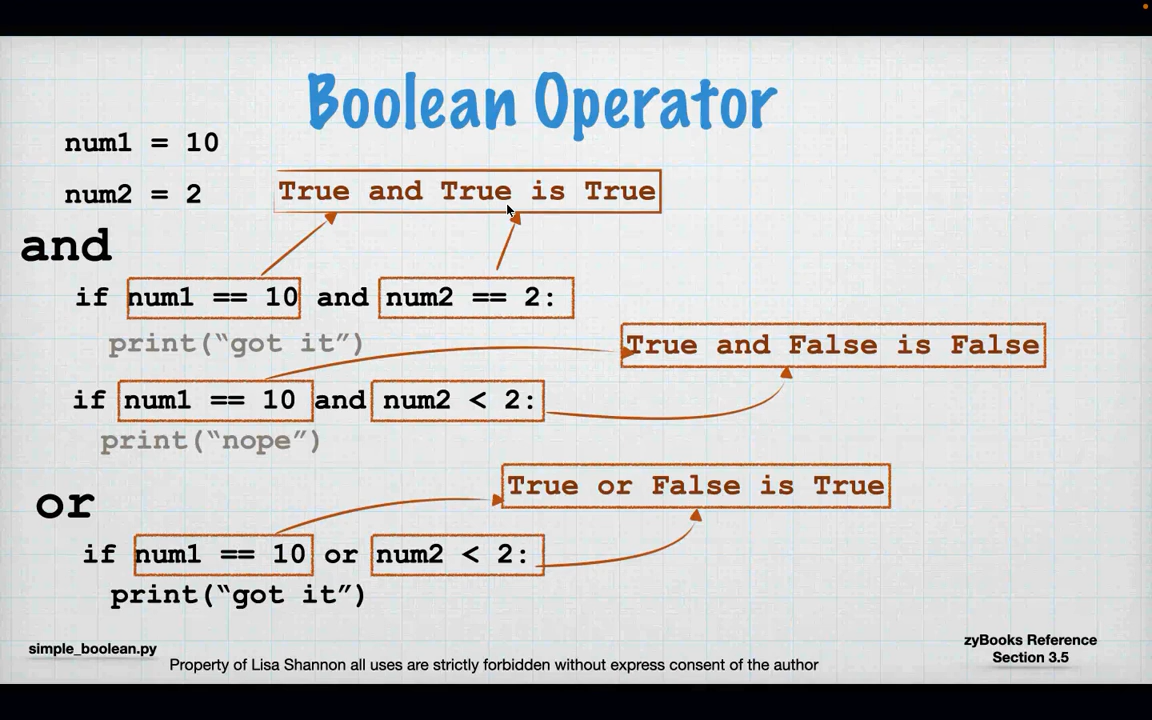 Boolean Operator
num1 = 10
num2 = 2
True and True is True
and
if num1 == 10 and num2 == 2:
print(“got it”)
True and False is False
if num1 == 10 and num2 < 2:
print(“nope”)
or
True or False is True
if num1 == 10 or num2 < 2:
print(“got it”)
simple_boolean.py
Property of Lisa Shannon all uses are strictly forbidden without express consent of the author
zyBooks Reference
Section 3.5